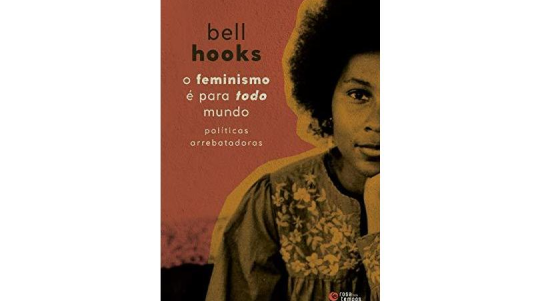 bell
hooks
o feminismo
é para todo
mundo
políticas
arrebatadoras
rosa dos
tempos